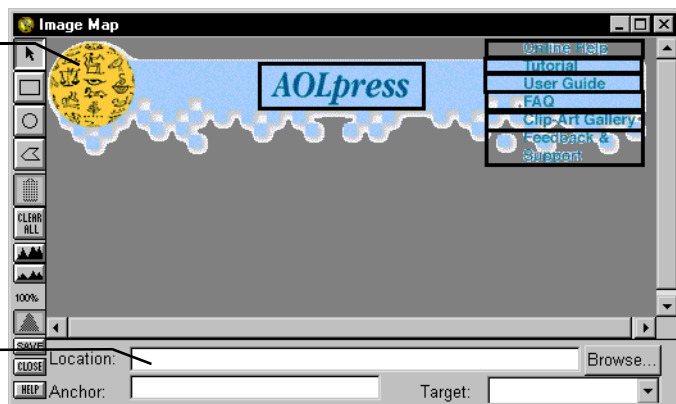 Image Map
AOLpress
Online Help
Tutorial
User Guide
FAQ
Clip-Art Gallery
Feedback &
Support
CLEAR
ALL
100%
SAVE
CLOSE
HELP
Location:
Browse...
Anchor:
Target: